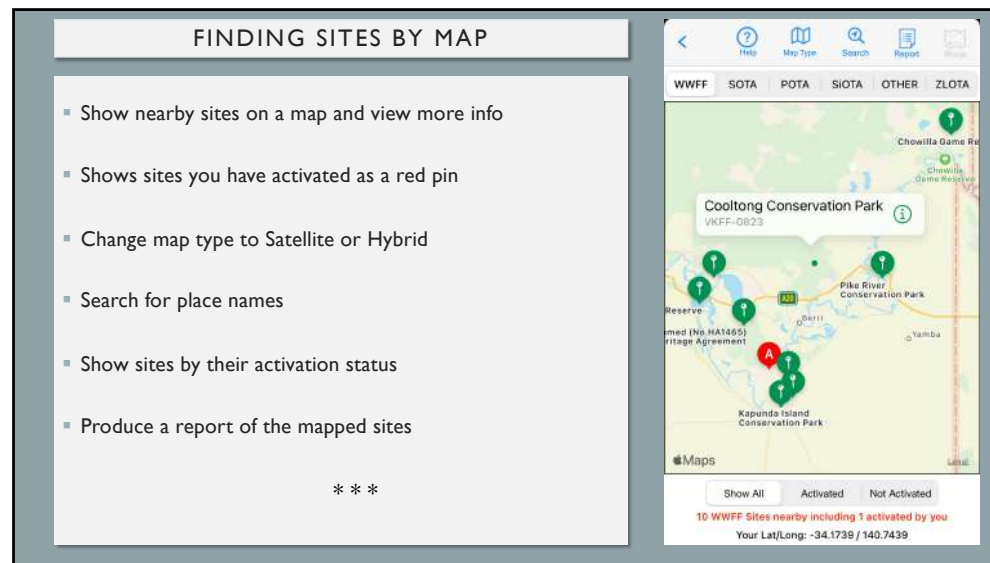 FINDING SITES BY MAP
Show nearby sites on a map and view more info
Shows sites you have activated as a red pin
Change map type to Satellite or Hybrid
Search for place names
Show sites by their activation status
Produce a report of the mapped sites
* * *
Help
Map Type
Search
Report
WWFF
SOTA
POTA
SiOTA
OTHER
ZLOTA
Chowilla Game Re
Chowilla
Game Reserve
Cooltong Conservation Park
VKFF-0823
Pike River
Conservation Park
A20
Reserve
Berri
med (No.HA1465)
ritage Agreement
Yamba
A
Kapunda Island
Conservation Park
Maps
Legal
Show All
Activated
Not Activated
10 WWFF Sites nearby including 1 activated by you
Your Lat/Long: -34.1739 / 140.7439